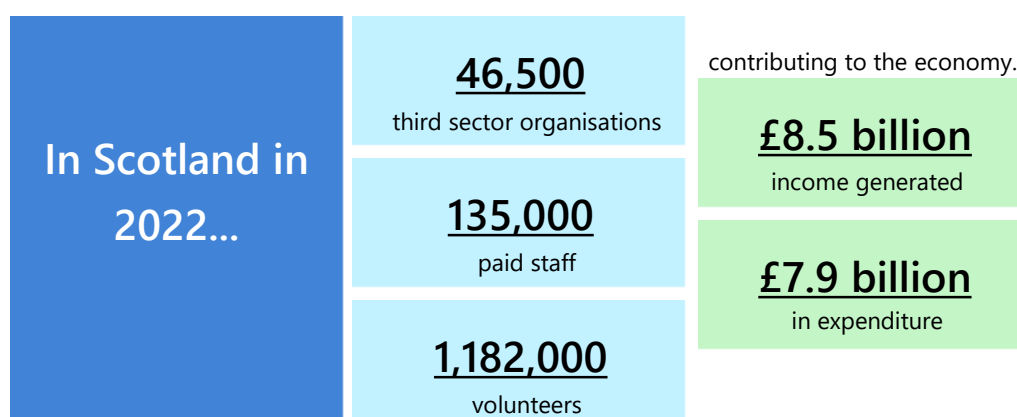 In Scotland in
2022...
46,500
third sector organisations
135,000
paid staff
1,182,000
volunteers
contributing to the economy.
£8.5 billion
income generated
£7.9 billion
in expenditure